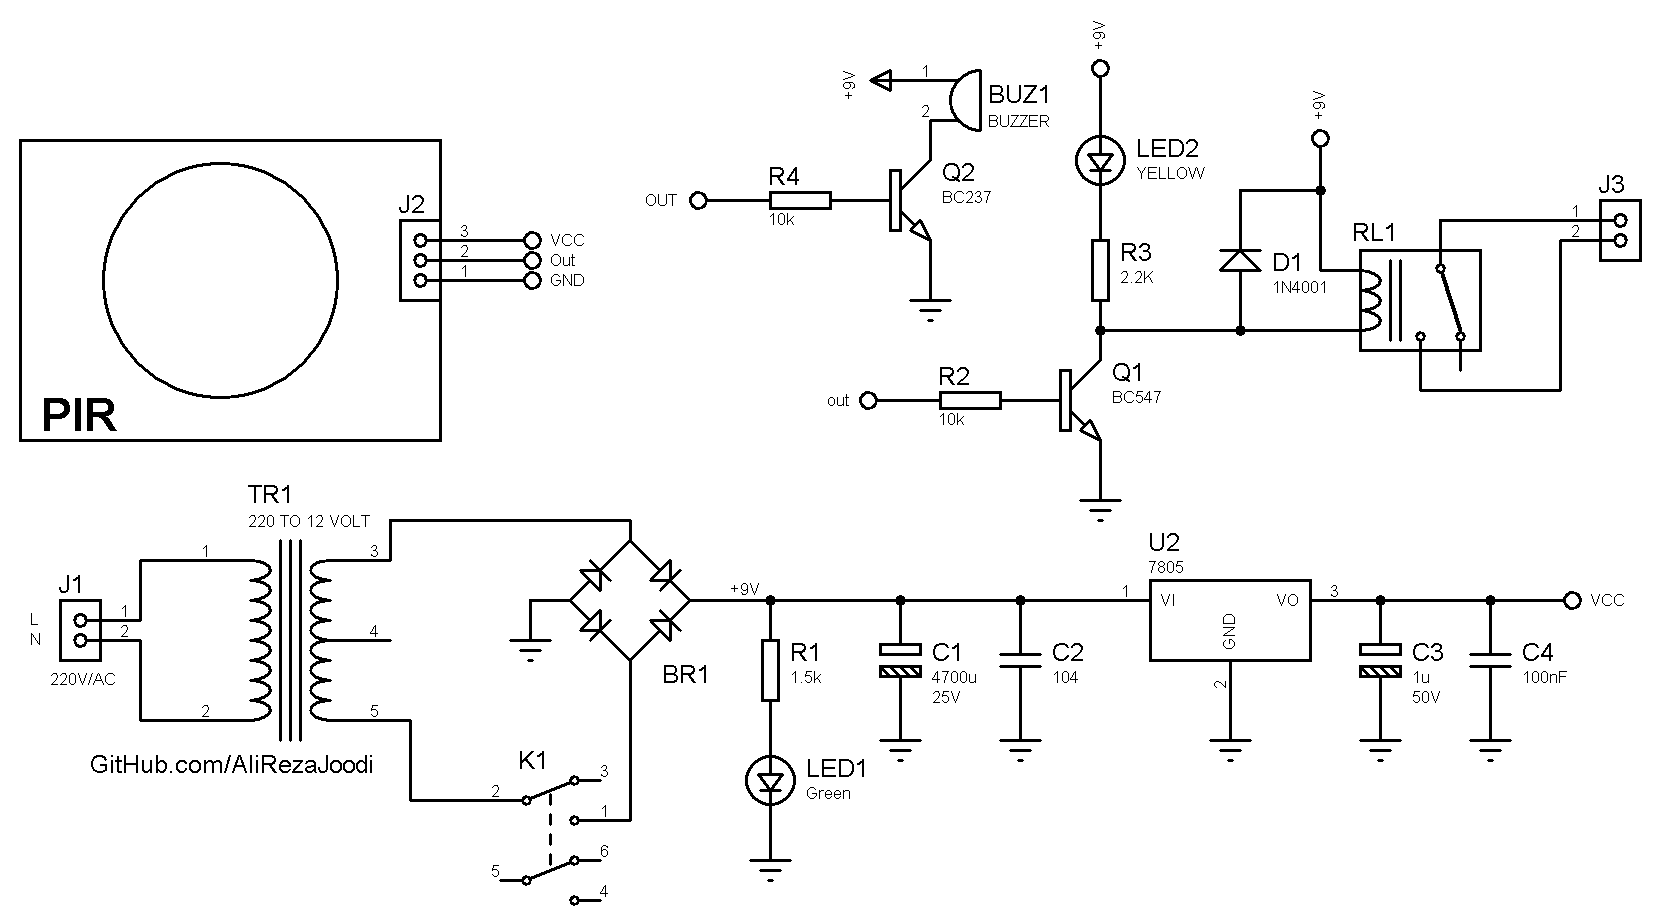 +9V
+9V
1
2
BUZ1
BUZZER
+9V
LED2
YELLOW
OUT
R4
10k
Q2
BC237
J2
3
2
1
VCC
Out
GND
R3
2.2K
D1
1N4001
RL1
J3
1
2
PIR
out
R2
10k
Q1
BC547
TR1
220 TO 12 VOLT
1
2
3
4
5
J1
L
N
1
2
220V/AC
GitHub.com/AliRezaJoodi
K1
2
3
1
5
6
4
BR1
+9V
R1
1.5k
LED1
Green
C1
4700u
25V
C2
104
U2
7805
1
VI
VO
3
GND
2
C3
1u
50V
C4
100nF
VCC